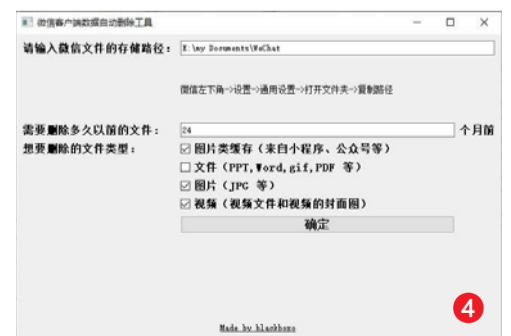 微信客户端数据自动删除工具
请输入微信文件的存储路径:
E:\my Doruments\WeChat
微信左下角->设置->通用设置->打开文件夹->复制路径
需要删除多久以前的文件: 24 个月前
想要删除的文件类型: 图片类缓存(来自小程序、公众号等)
文件(PPT,Word,gif,PDF 等)
图片(JPG 等)
视频(视频文件和视频的封面图)
确定
4
Made by blackboxo